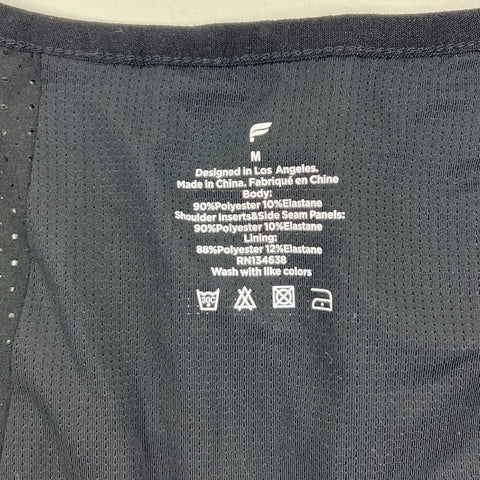 M
Designed in Los Angeles.
Made in China. Fabriqué en Chine
Body:
90%Polyester 10%Elastane
Shoulder Inserts&Side Seam Panels:
90%Polyester 10%Elastane
Lining:
88%Polyester 12%Elastane
RN134638
Wash with like colors
30C